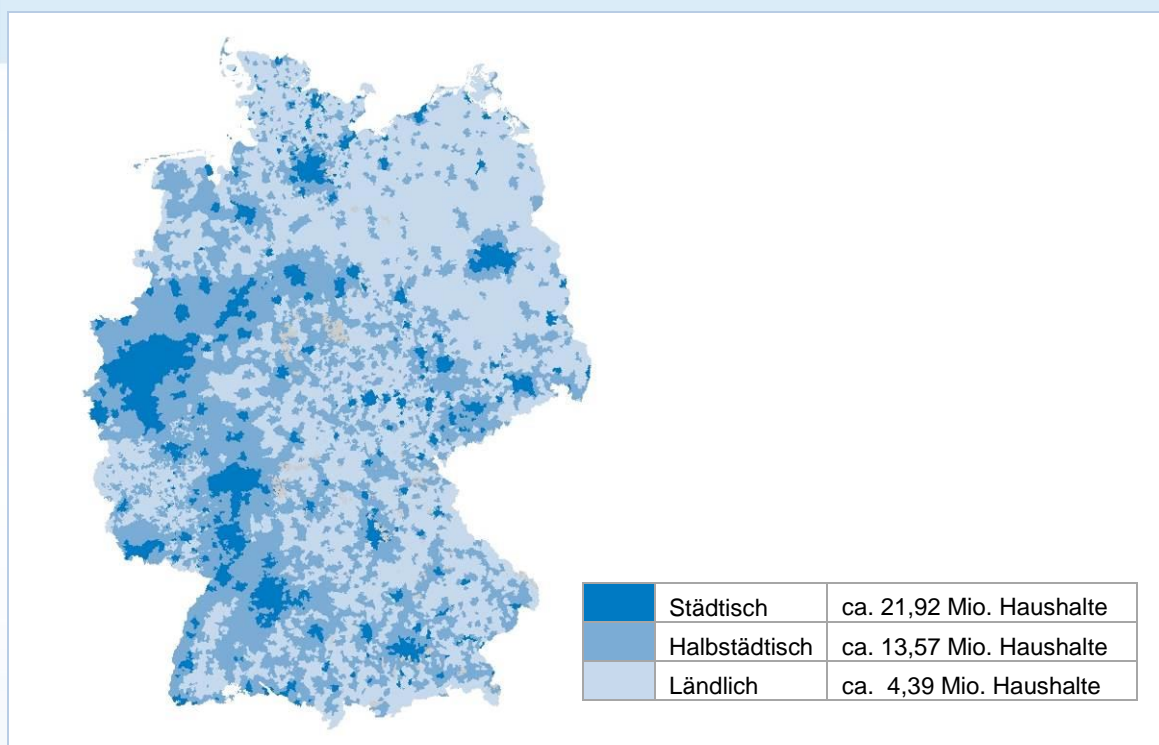 Städtisch ca. 21,92 Mio. Haushalte
Halbstädtisch ca. 13,57 Mio. Haushalte
Ländlich ca. 4,39 Mio. Haushalte